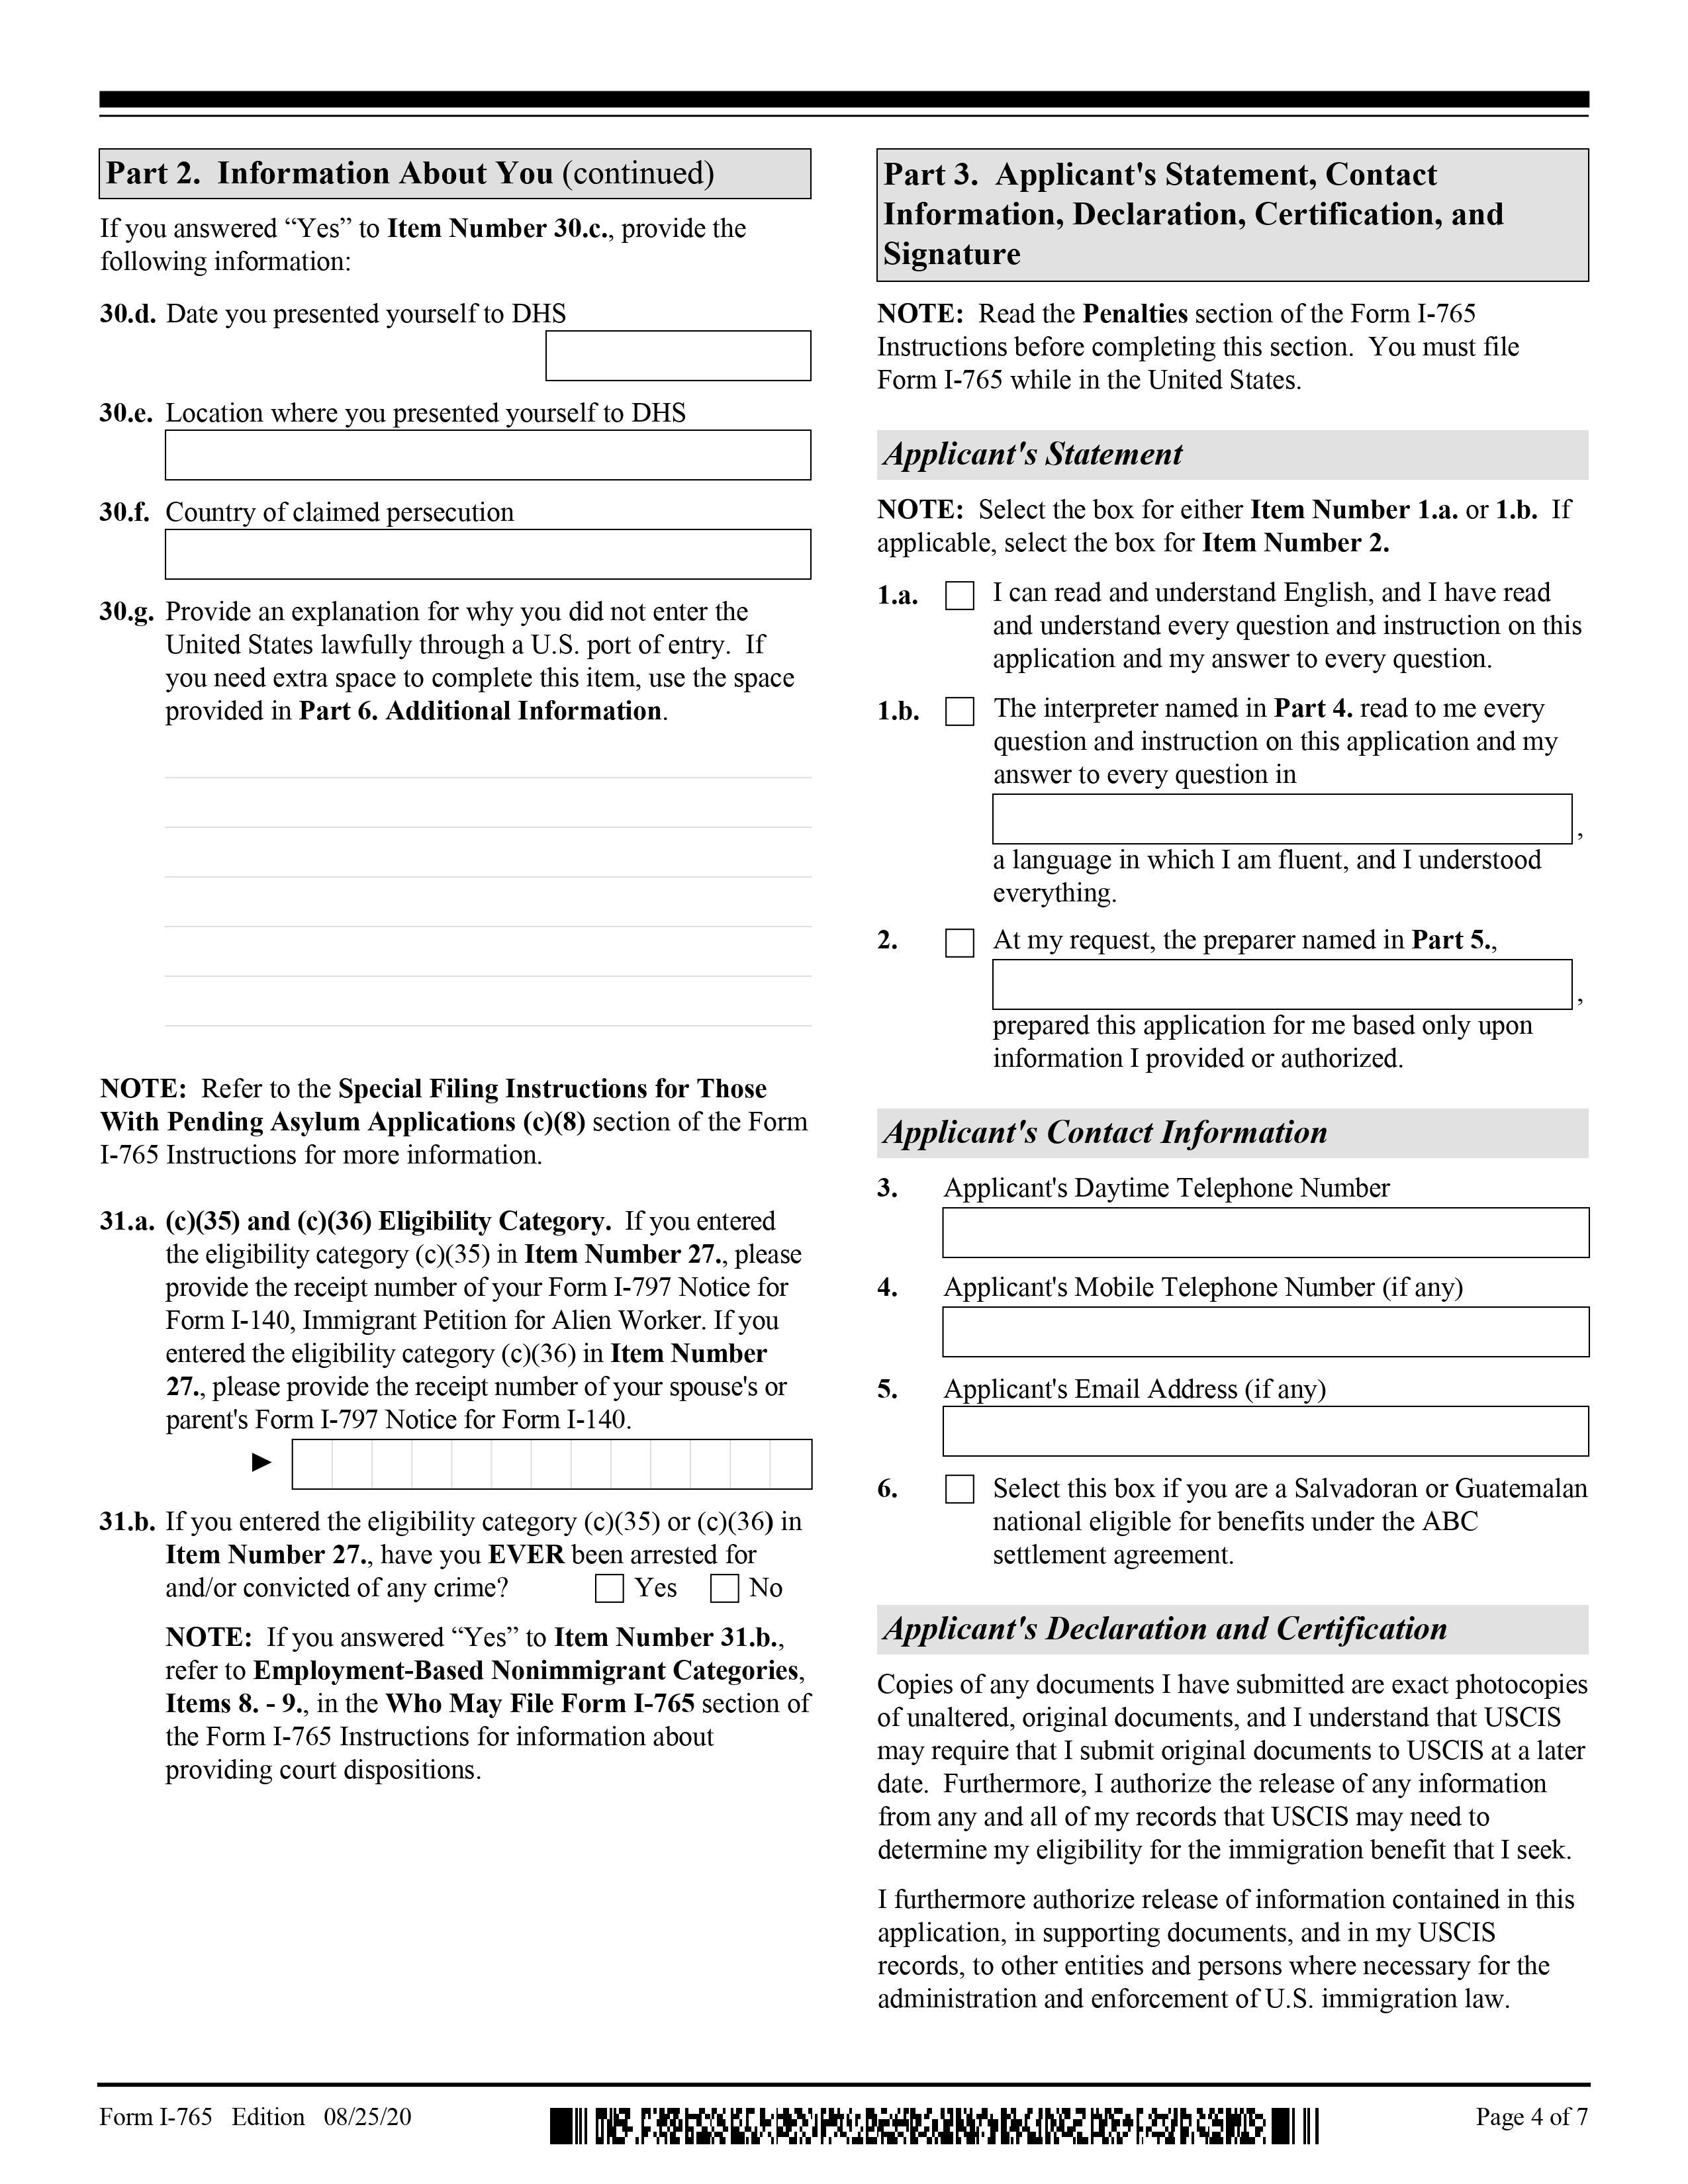 Part 2. Information About You (continued)
If you answered “Yes” to Item Number 30.c., provide the
following information:
30.d. Date you presented yourself to DHS
30.e. Location where you presented yourself to DHS
30.f. Country of claimed persecution
30.g. Provide an explanation for why you did not enter the
United States lawfully through a U.S. port of entry. If
you need extra space to complete this item, use the space
provided in Part 6. Additional Information.
NOTE: Refer to the Special Filing Instructions for Those
With Pending Asylum Applications (c)(8) section of the Form
I-765 Instructions for more information.
31.a. (c)(35) and (c)(36) Eligibility Category. If you entered
the eligibility category (c)(35) in Item Number 27., please
provide the receipt number of your Form I-797 Notice for
Form I-140, Immigrant Petition for Alien Worker. If you
entered the eligibility category (c)(36) in Item Number
27., please provide the receipt number of your spouse's or
parent's Form I-797 Notice for Form I-140.
31.b. If you entered the eligibility category (c)(35) or (c)(36) in
Item Number 27., have you EVER been arrested for
and/or convicted of any crime? Yes No
NOTE: If you answered “Yes” to Item Number 31.b.,
refer to Employment-Based Nonimmigrant Categories,
Items 8. - 9., in the Who May File Form I-765 section of
the Form I-765 Instructions for information about
providing court dispositions.
Part 3. Applicant's Statement, Contact
Information, Declaration, Certification, and
Signature
NOTE: Read the Penalties section of the Form I-765
Instructions before completing this section. You must file
Form I-765 while in the United States.
Applicant's Statement
NOTE: Select the box for either Item Number 1.a. or 1.b. If
applicable, select the box for Item Number 2.
1.a. I can read and understand English, and I have read
and understand every question and instruction on this
application and my answer to every question.
1.b. The interpreter named in Part 4. read to me every
question and instruction on this application and my
answer to every question in
,
a language in which I am fluent, and I understood
everything.
2. At my request, the preparer named in Part 5.,
,
prepared this application for me based only upon
information I provided or authorized.
Applicant's Contact Information
3. Applicant's Daytime Telephone Number
4. Applicant's Mobile Telephone Number (if any)
5. Applicant's Email Address (if any)
6. Select this box if you are a Salvadoran or Guatemalan
national eligible for benefits under the ABC
settlement agreement.
Applicant's Declaration and Certification
Copies of any documents I have submitted are exact photocopies
of unaltered, original documents, and I understand that USCIS
may require that I submit original documents to USCIS at a later
date. Furthermore, I authorize the release of any information
from any and all of my records that USCIS may need to
determine my eligibility for the immigration benefit that I seek.
I furthermore authorize release of information contained in this
application, in supporting documents, and in my USCIS
records, to other entities and persons where necessary for the
administration and enforcement of U.S. immigration law.
Form I-765 Edition 08/25/20
Page 4 of 7